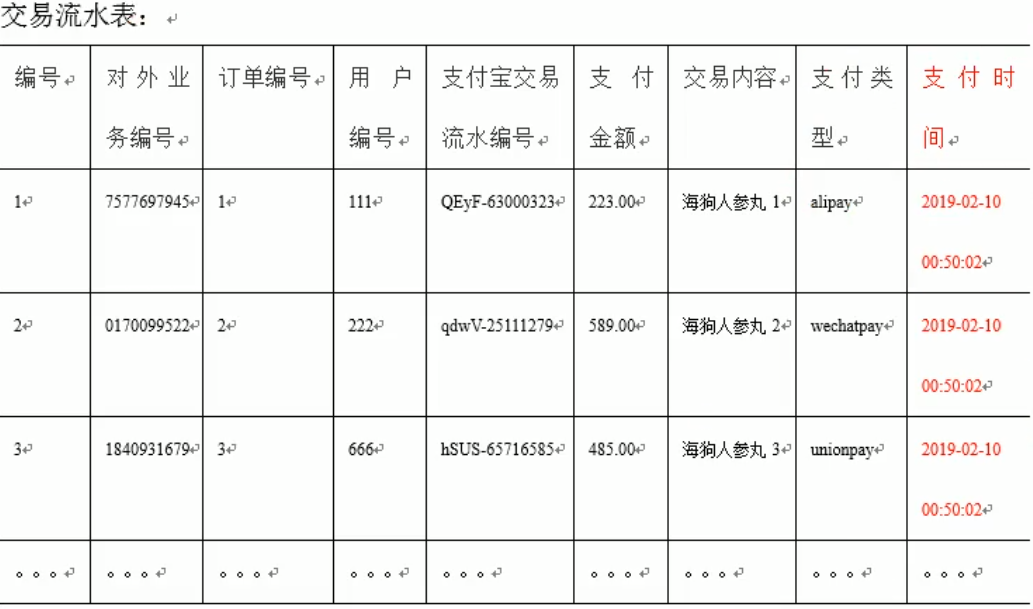 交易流水表：
编号 对外业务编号 订单编号 用户编号 支付宝交易流水编号 支付金额 交易内容 支付类型 支付时间
1 7577697945 1 111 QEyF-63000323 223.00 海狗人参丸 1 alipay 2019-02-10 00:50:02
2 0170099522 2 222 qdwV-25111279 589.00 海狗人参丸 2 wechatpay 2019-02-10 00:50:02
3 1840931679 3 666 hSUS-65716585 485.00 海狗人参丸 3 unionpay 2019-02-10 00:50:02
。。。 。。。 。。。 。。。 。。。 。。。 。。。 。。。 。。。